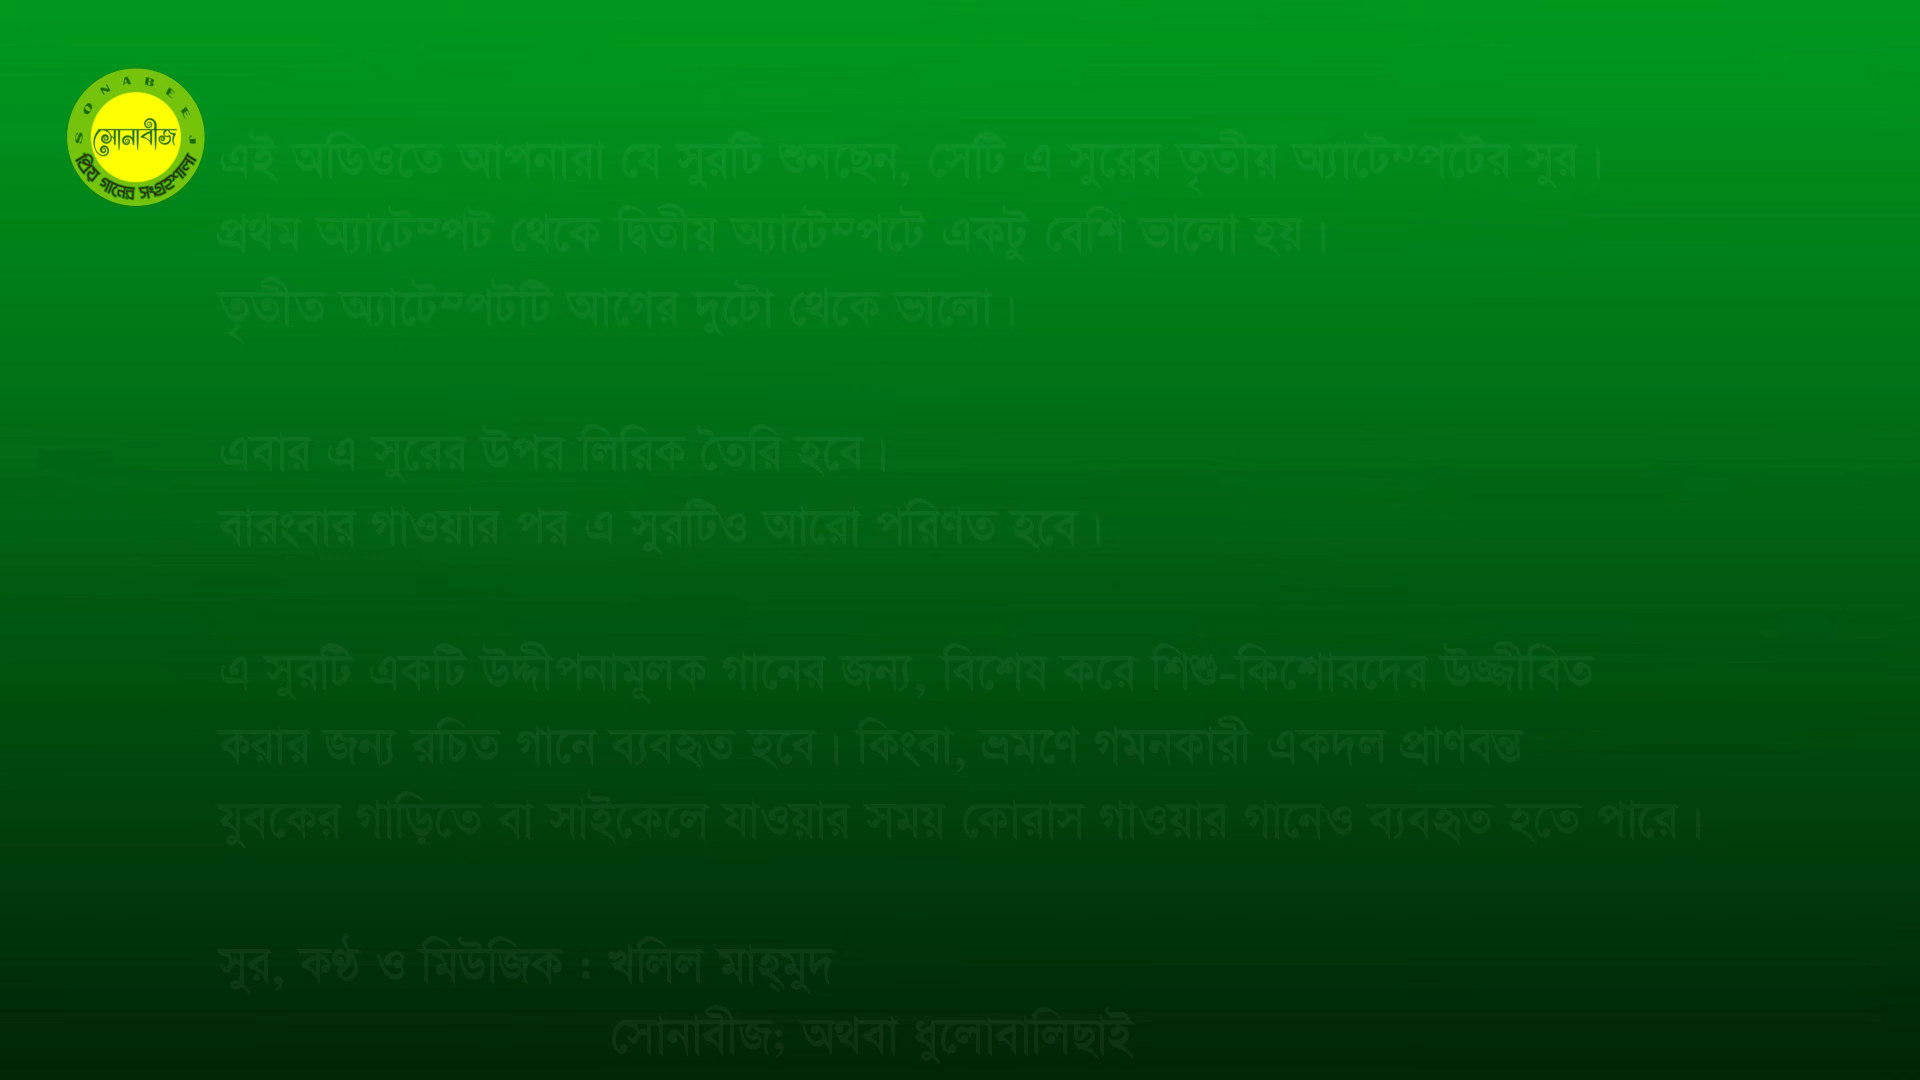 SONABEEJ
সোনাবীজ
প্রিয় গানের সংগ্রহশালা
এই অডিওতে আপনারা যে সুরটি শুনছেন, সেটি এ সুরের তৃতীয় অ্যাটেম্পটের সুর।
প্রথম অ্যাটেম্পট থেকে দ্বিতীয় অ্যাটেম্পটে একটু বেশি ভালো হয়।
তৃতীত অ্যাটেম্পটটি আগের দুটো থেকে ভালো।
এবার এ সুরের উপর লিরিক তৈরি হবে।
বারংবার গাওয়ার পর এ সুরটিও আরো পরিণত হবে।
এ সুরটি একটি উদ্দীপনামূলক গানের জন্য, বিশেষ করে শিশু-কিশোরদের উজ্জীবিত
করার জন্য রচিত গানে ব্যবহৃত হবে। কিংবা, ভ্রমণে গমনকারী একদল প্রাণবন্ত
যুবকের গাড়িতে বা সাইকেলে যাওয়ার সময় কোরাস গাওয়ার গানেও ব্যবহৃত হতে পারে।
সুর, কণ্ঠ ও মিউজিক : খলিল মাহ্‌মুদ
সোনাবীজ; অথবা ধুলোবালিছাই